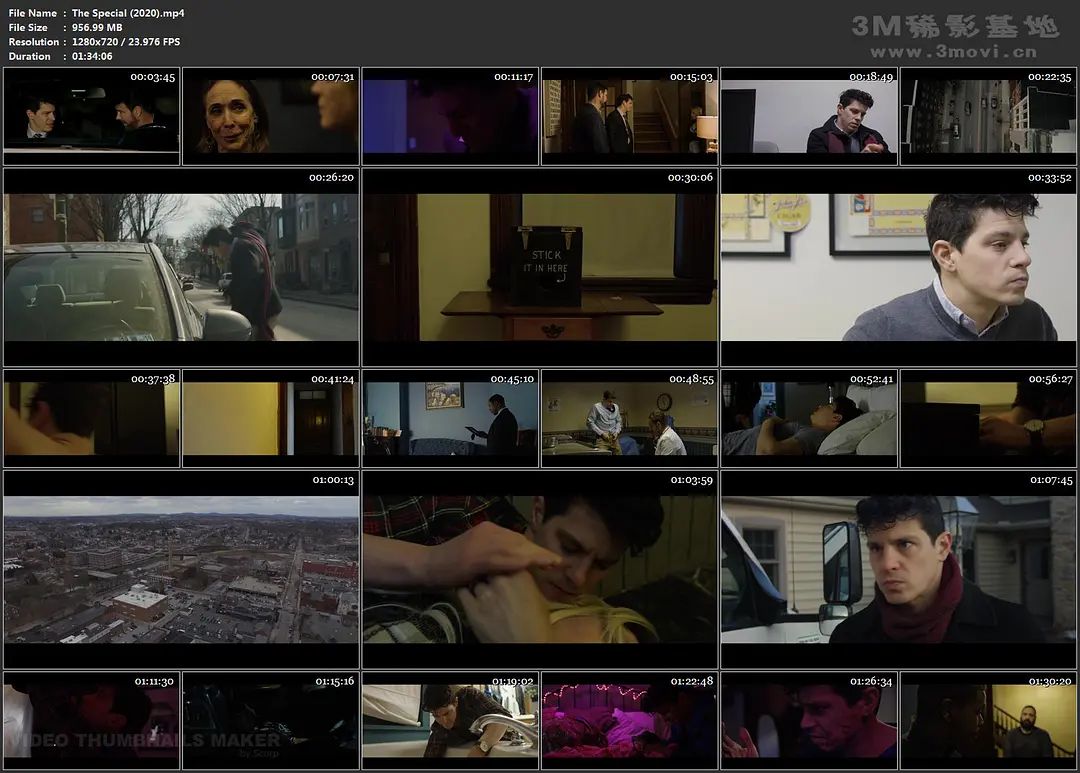 File Name : The Special (2020).mp4
File Size : 956.99 MB
Resolution : 1280x720 / 23.976 FPS
Duration : 01:34:06
3M稀影基地
www.3movi.cn
00:03:45
00:07:31
00:11:17
00:15:03
00:18:49
00:22:35
00:26:20
00:30:06
STICK
IT IN HERE
00:33:52
00:37:38
00:41:24
00:45:10
00:48:55
00:52:41
00:56:27
01:00:13
01:03:59
01:07:45
01:11:30
01:15:16
01:19:02
01:22:48
01:26:34
01:30:20
VIDEO THUMBNAILS MAKER
by Scorp